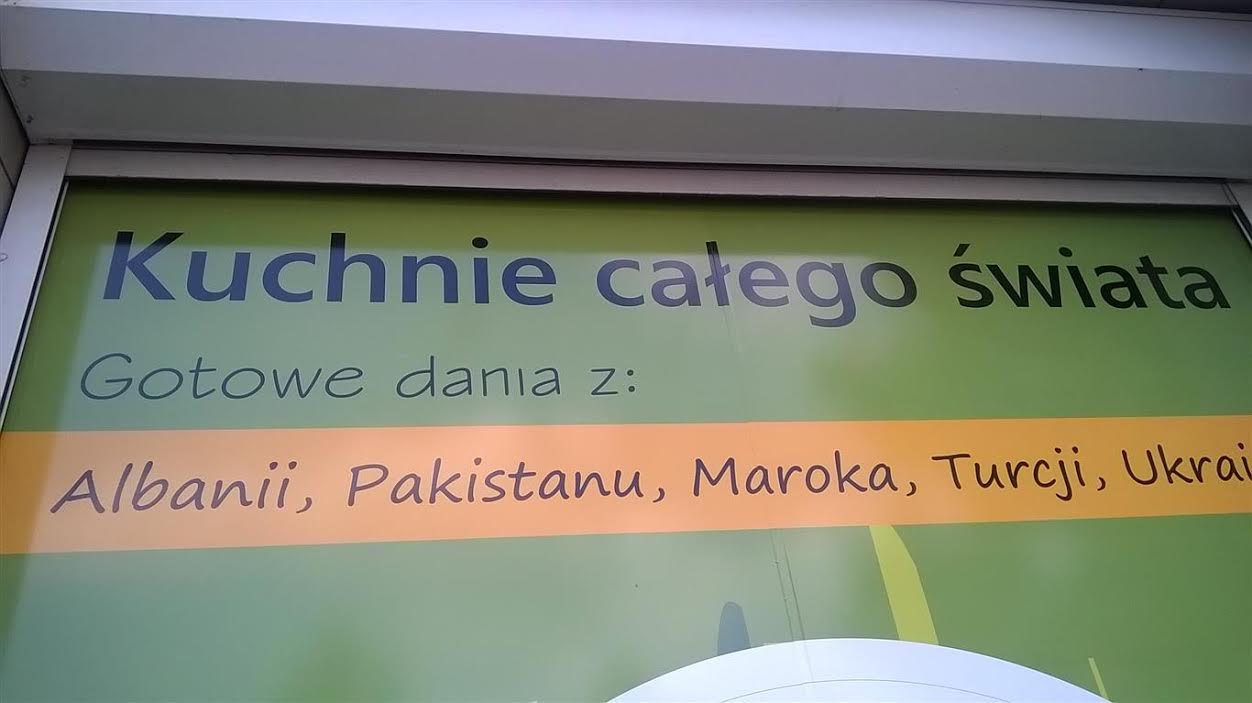 Kuchnie całego świata
Gotowe dania z:
Albanii, Pakistanu, Maroka, Turcji, Ukrai